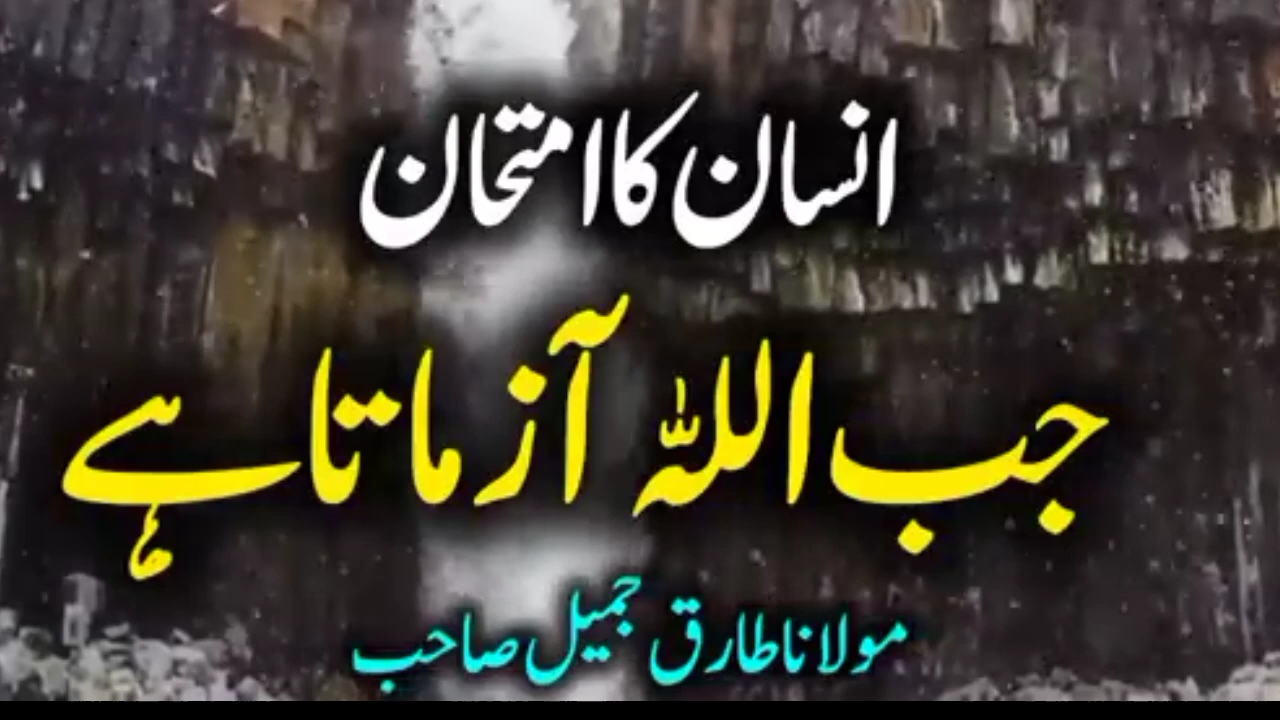 انسان کا امتحان
جب اللہ آزماتا ہے
مولانا طارق جمیل صاحب